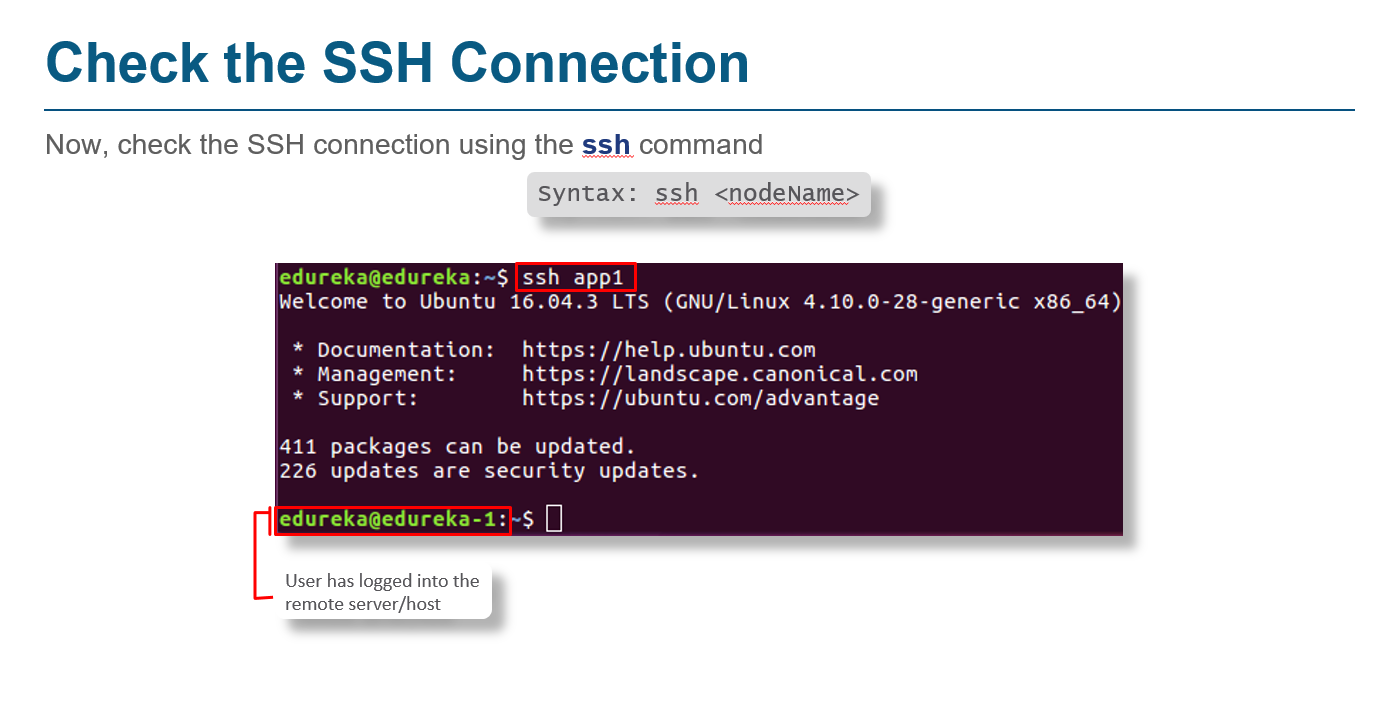 Check the SSH Connection
Now, check the SSH connection using the ssh command
Syntax: ssh <nodeName>
edureka@edureka:~$ ssh app1
Welcome to Ubuntu 16.04.3 LTS (GNU/Linux 4.10.0-28-generic x86_64)
* Documentation: https://help.ubuntu.com
* Management: https://landscape.canonical.com
* Support: https://ubuntu.com/advantage
411 packages can be updated.
226 updates are security updates.
edureka@edureka-1:~$
User has logged into the
remote server/host